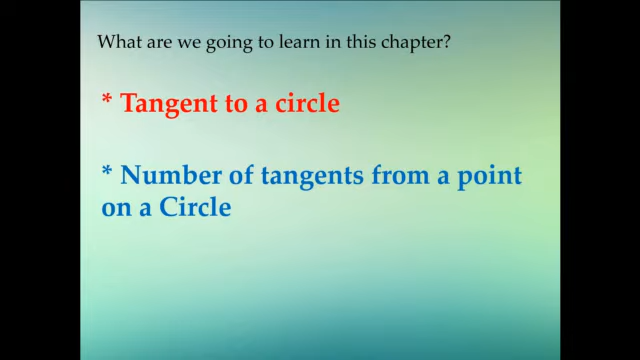 What are we going to learn in this chapter?
* Tangent to a circle
* Number of tangents from a point
on a Circle